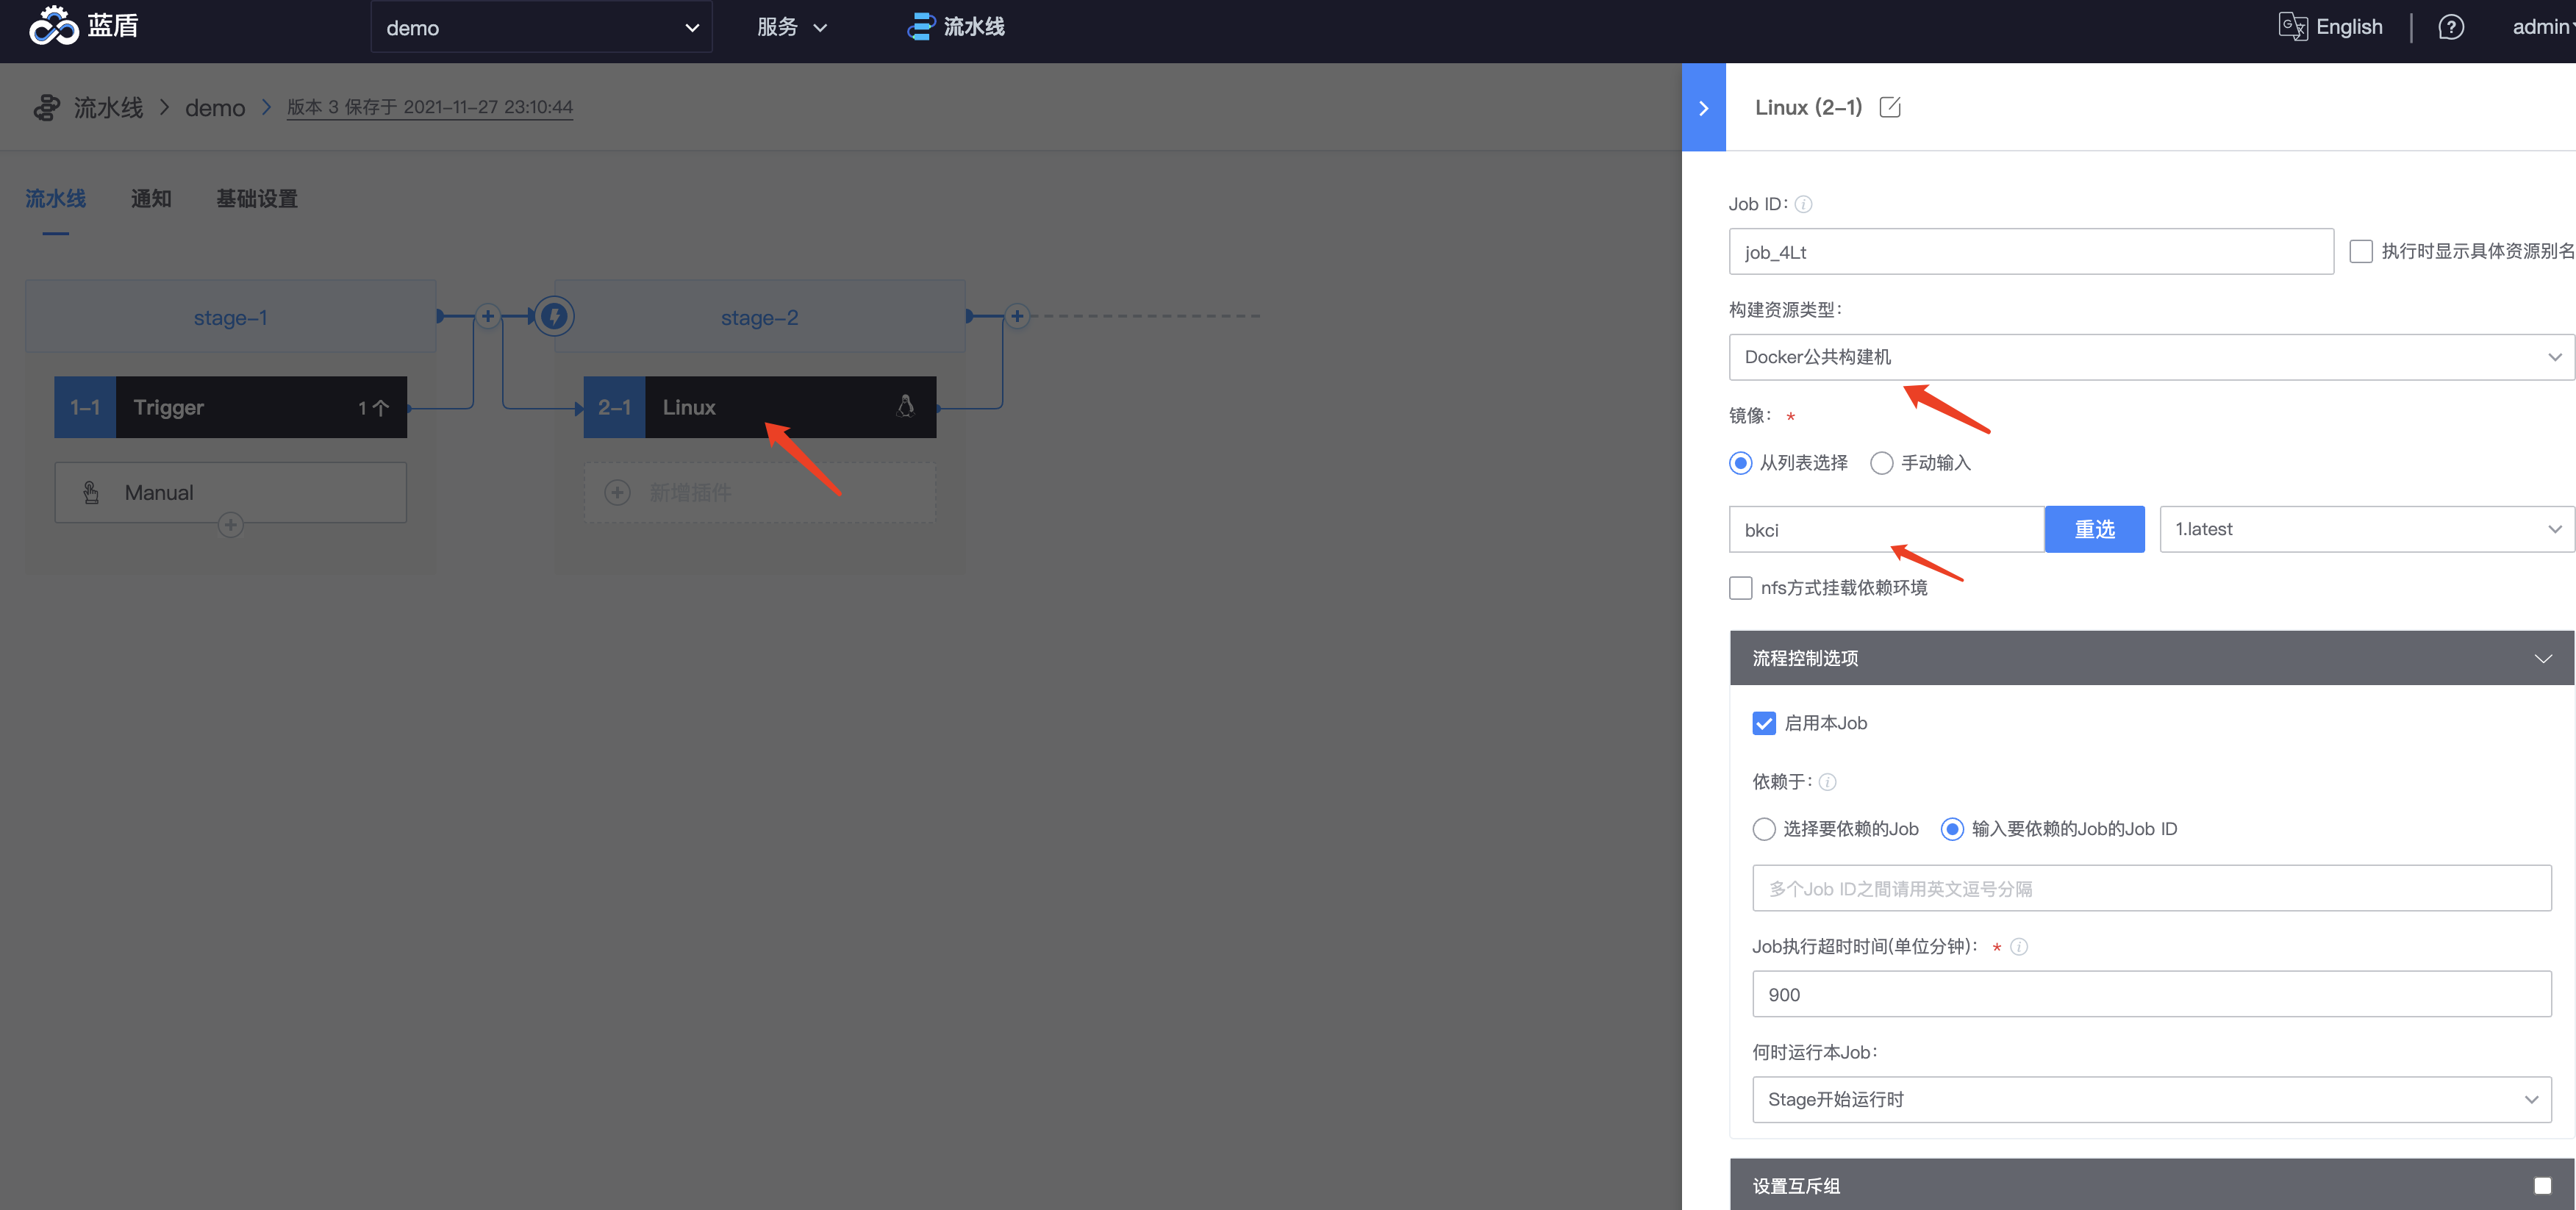 蓝盾
demo
服务
流水线
English
admin
流水线 > demo > 版本 3 保存于 2021-11-27 23:10:44
流水线
通知
基础设置
stage-1
stage-2
1-1
Trigger
1个
2-1
Linux
Manual
新增插件
Linux (2-1)
Job ID:
job_4Lt
执行时显示具体资源别名
构建资源类型:
Docker公共构建机
镜像: *
从列表选择
手动输入
bkci
重选
1.latest
nfs方式挂载依赖环境
流程控制选项
启用本Job
依赖于:
选择要依赖的Job
输入要依赖的Job的Job ID
多个Job ID之間请用英文逗号分隔
Job执行超时时间(单位分钟): *
900
何时运行本Job:
Stage开始运行时
设置互斥组